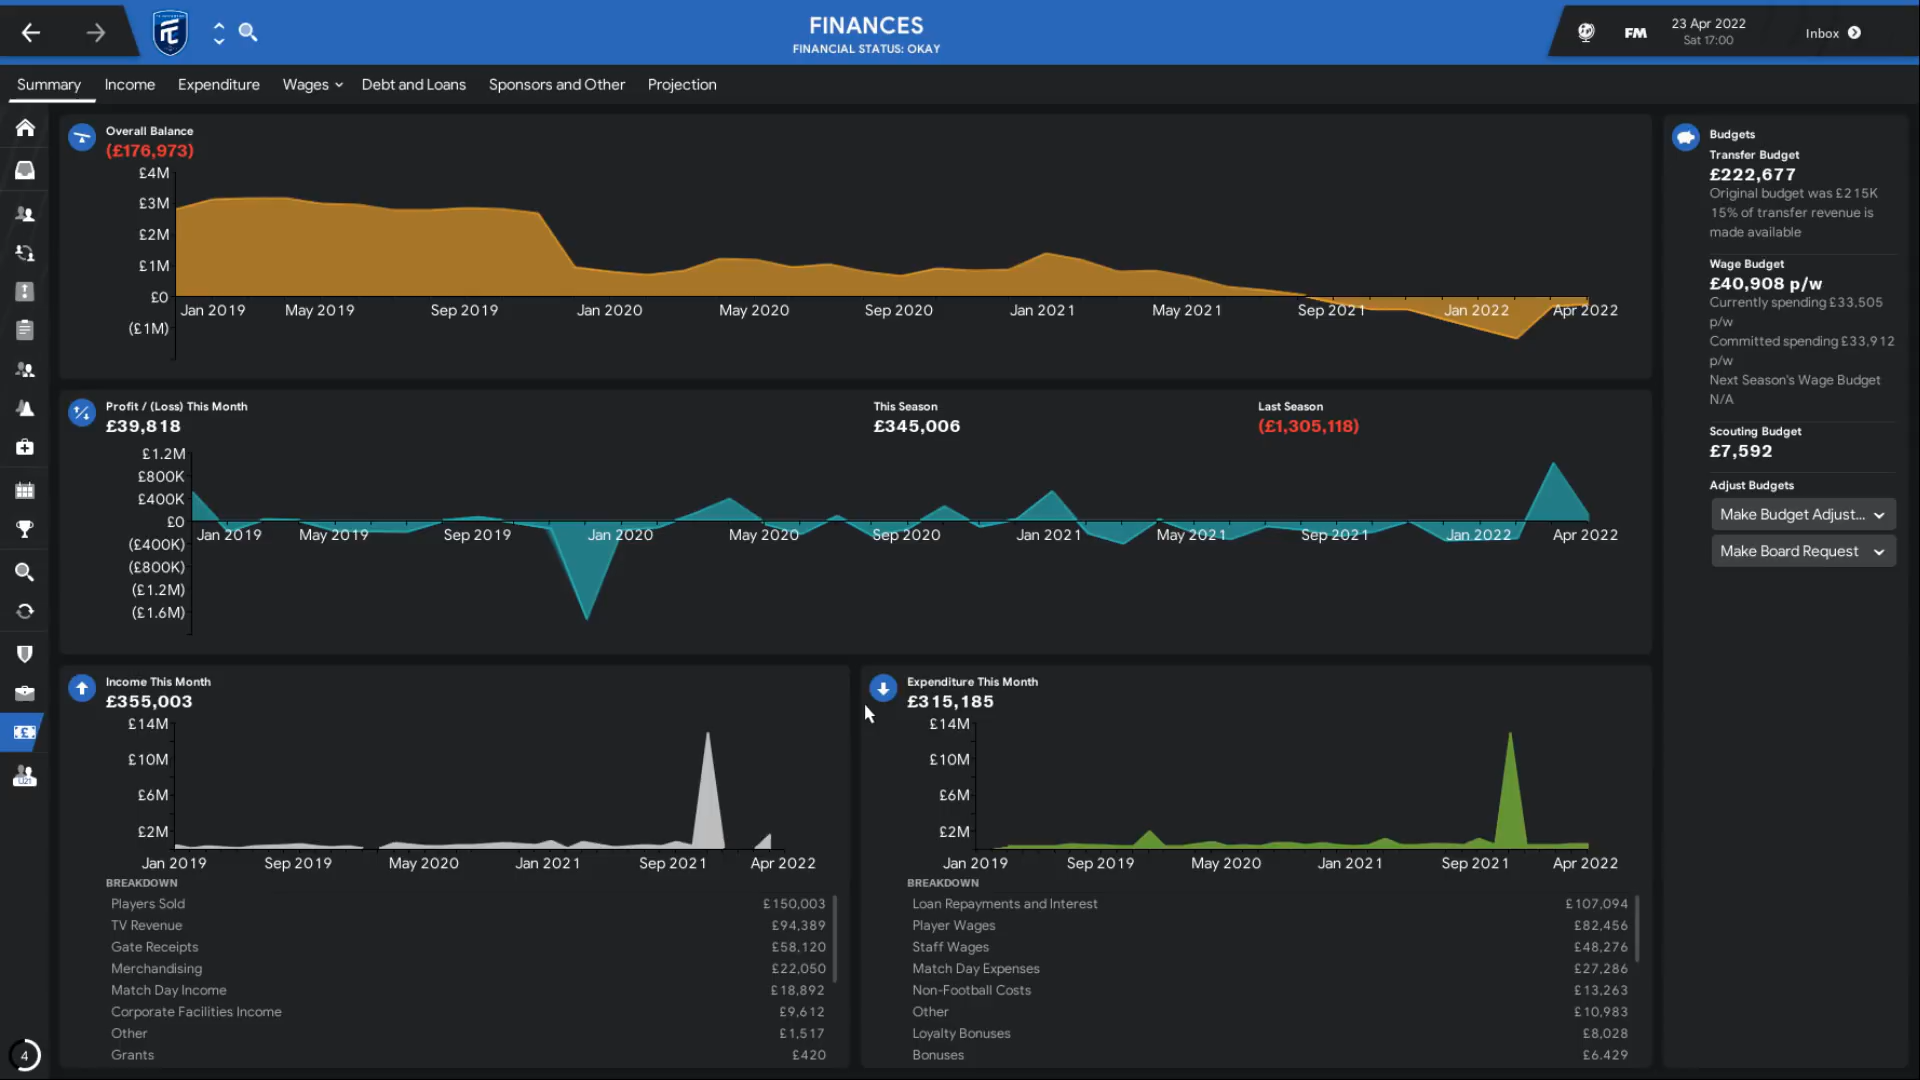 FINANCES
FINANCIAL STATUS: OKAY
FM
23 Apr 2022
Sat 17:00
Inbox
Summary
Income
Expenditure
Wages
Debt and Loans
Sponsors and Other
Projection
Overall Balance
(£176,973)
£4M
£3M
£2M
£1M
£0
(£1M)
Jan 2019
May 2019
Sep 2019
Jan 2020
May 2020
Sep 2020
Jan 2021
May 2021
Sep 2021
Jan 2022
Apr 2022
Profit / (Loss) This Month
£39,818
This Season
£345,006
Last Season
(£1,305,118)
£1.2M
£800K
£400K
£0
(£400K)
(£800K)
(£1.2M)
(£1.6M)
Jan 2019
May 2019
Sep 2019
Jan 2020
May 2020
Sep 2020
Jan 2021
May 2021
Sep 2021
Jan 2022
Apr 2022
Income This Month
£355,003
£14M
£10M
£6M
£2M
Jan 2019
Sep 2019
May 2020
Jan 2021
Sep 2021
Apr 2022
BREAKDOWN
Players Sold £150,003
TV Revenue £94,389
Gate Receipts £58,120
Merchandising £22,050
Match Day Income £18,892
Corporate Facilities Income £9,612
Other £1,517
Grants £420
Expenditure This Month
£315,185
£14M
£10M
£6M
£2M
Jan 2019
Sep 2019
May 2020
Jan 2021
Sep 2021
Apr 2022
BREAKDOWN
Loan Repayments and Interest £107,094
Player Wages £82,456
Staff Wages £48,276
Match Day Expenses £27,286
Non-Football Costs £13,263
Other £10,983
Loyalty Bonuses £8,028
Bonuses £6,429
Budgets
Transfer Budget
£222,677
Original budget was £215K
15% of transfer revenue is
made available
Wage Budget
£40,908 p/w
Currently spending £33,505
p/w
Committed spending £33,912
p/w
Next Season's Wage Budget
N/A
Scouting Budget
£7,592
Adjust Budgets
Make Budget Adjust...
Make Board Request
4